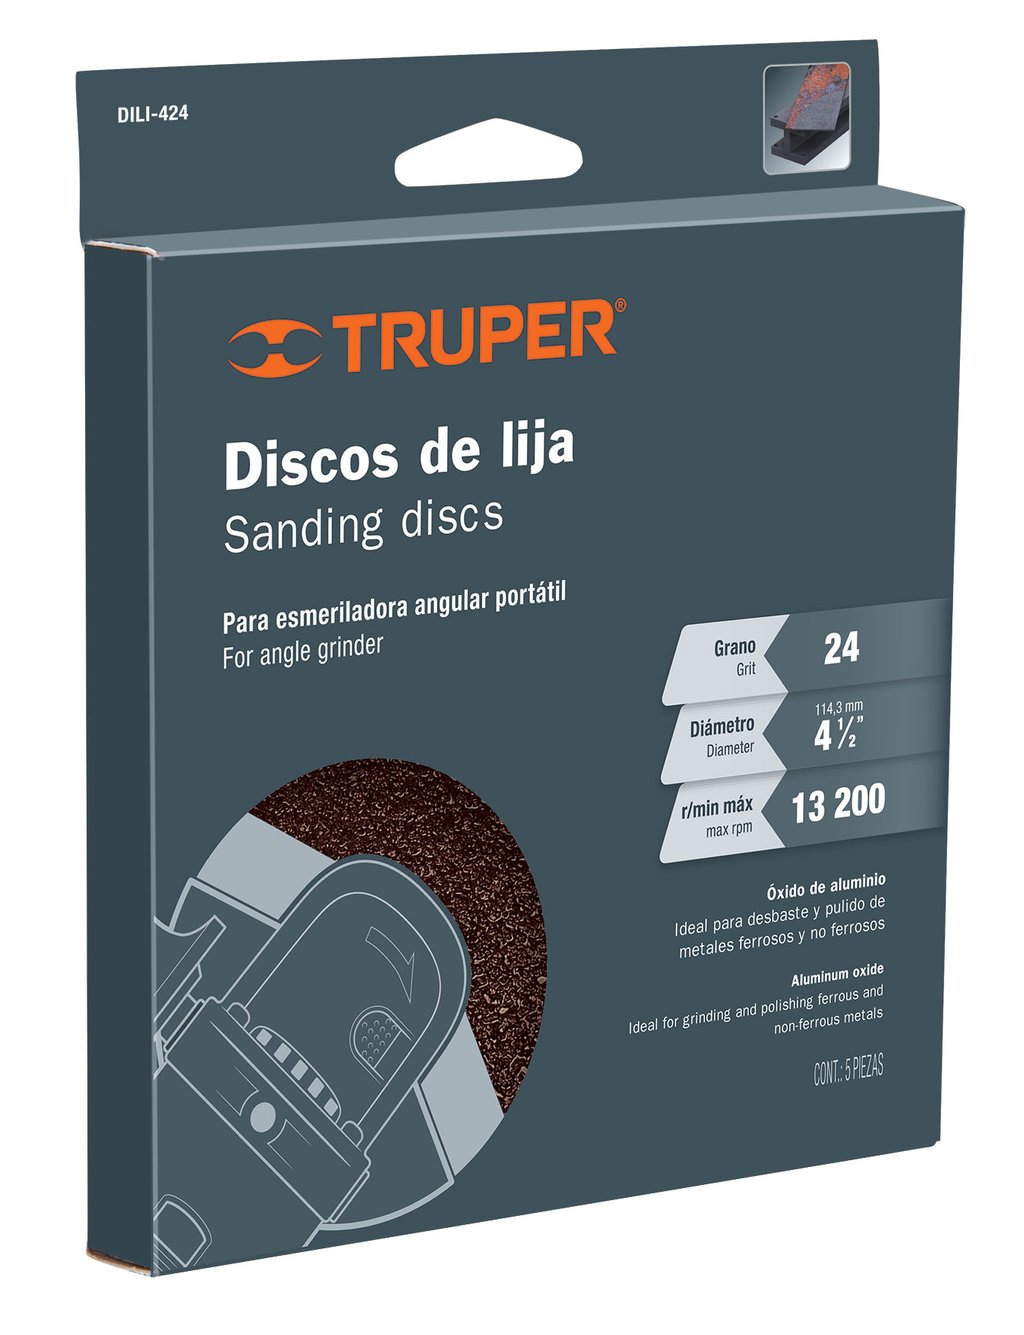 DILI-424
TRUPER®
Discos de lija
Sanding discs
Para esmeriladora angular portátil
For angle grinder
Grano 24
Grit
114,3 mm
Diámetro 4 1/2"
Diameter
r/min máx 13 200
max rpm
Óxido de aluminio
Ideal para desbaste y pulido de
metales ferrosos y no ferrosos
Aluminum oxide
Ideal for grinding and polishing ferrous and
non-ferrous metals
CONT.: 5 PIEZAS